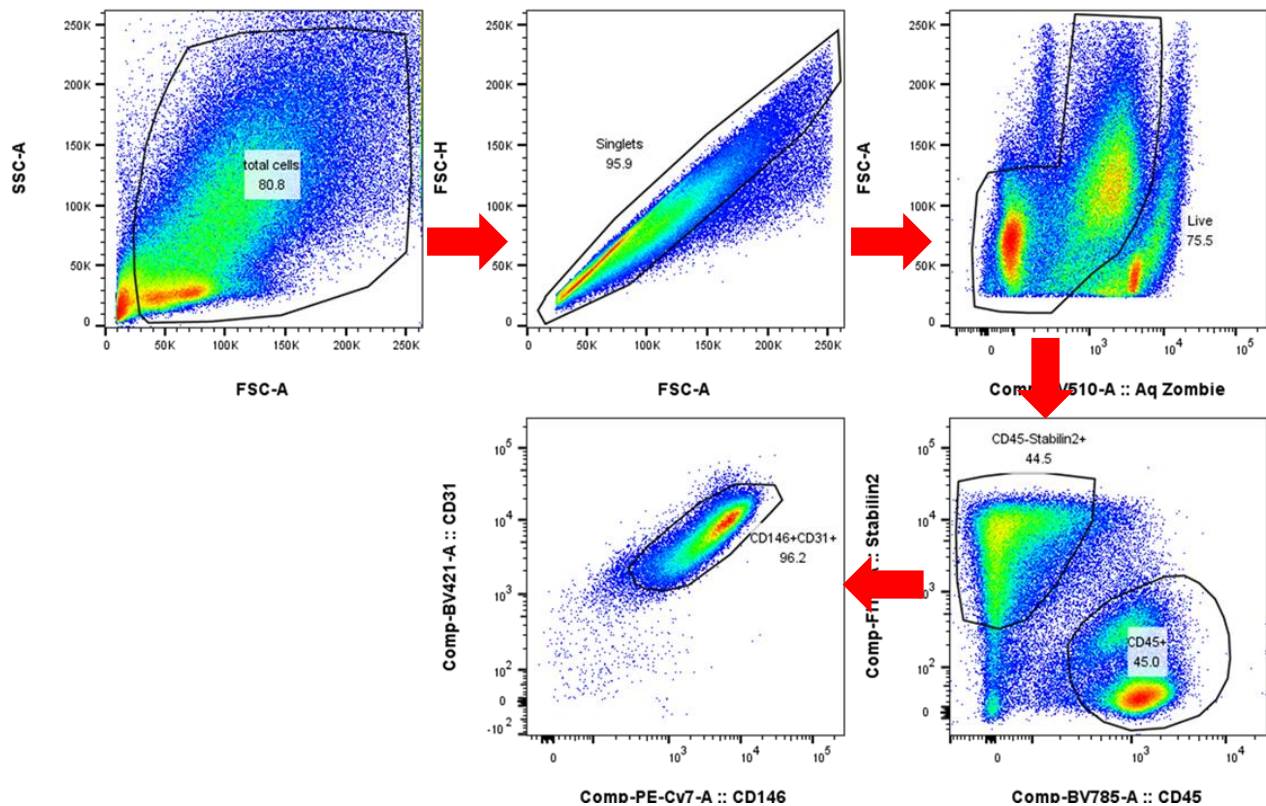 250K
200K
150K
100K
50K
0
SSC-A
total cells
80.8
0
50K
100K
150K
200K
250K
FSC-A
250K
200K
150K
100K
50K
0
FSC-H
Singlets
95.9
0
50K
100K
150K
200K
250K
FSC-A
250K
200K
150K
100K
50K
0
FSC-A
Live
75.5
0
10^3
10^4
10^5
V510-A :: Aq Zombie
10^5
10^4
10^3
10^2
0
-10^2
Comp-BV421-A :: CD31
CD146+CD31+
96.2
0
10^3
10^4
10^5
Comp-PE-Cy7-A :: CD146
10^5
10^4
10^3
10^2
0
:: Stabilin2
CD45-Stabilin2+
44.5
CD45+
45.0
0
10^3
10^4
Comp-BV785-A :: CD45